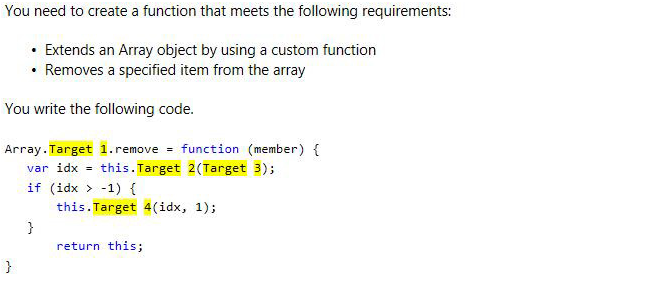 You need to create a function that meets the following requirements:
• Extends an Array object by using a custom function
• Removes a specified item from the array
You write the following code.
Array.Target 1.remove = function (member) {
var idx = this.Target 2(Target 3);
if (idx > -1) {
this.Target 4(idx, 1);
}
return this;
}